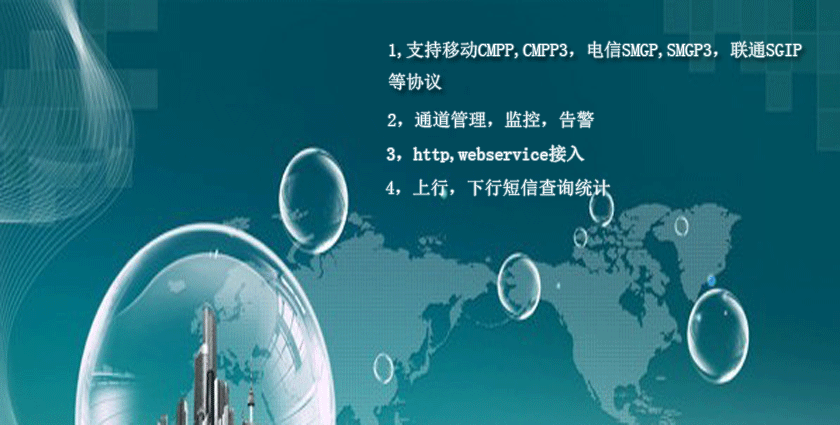 1,支持移动CMPP,CMPP3，电信SMGP,SMGP3，联通SGIP
等协议
2，通道管理，监控，告警
3，http,webservice接入
4，上行，下行短信查询统计